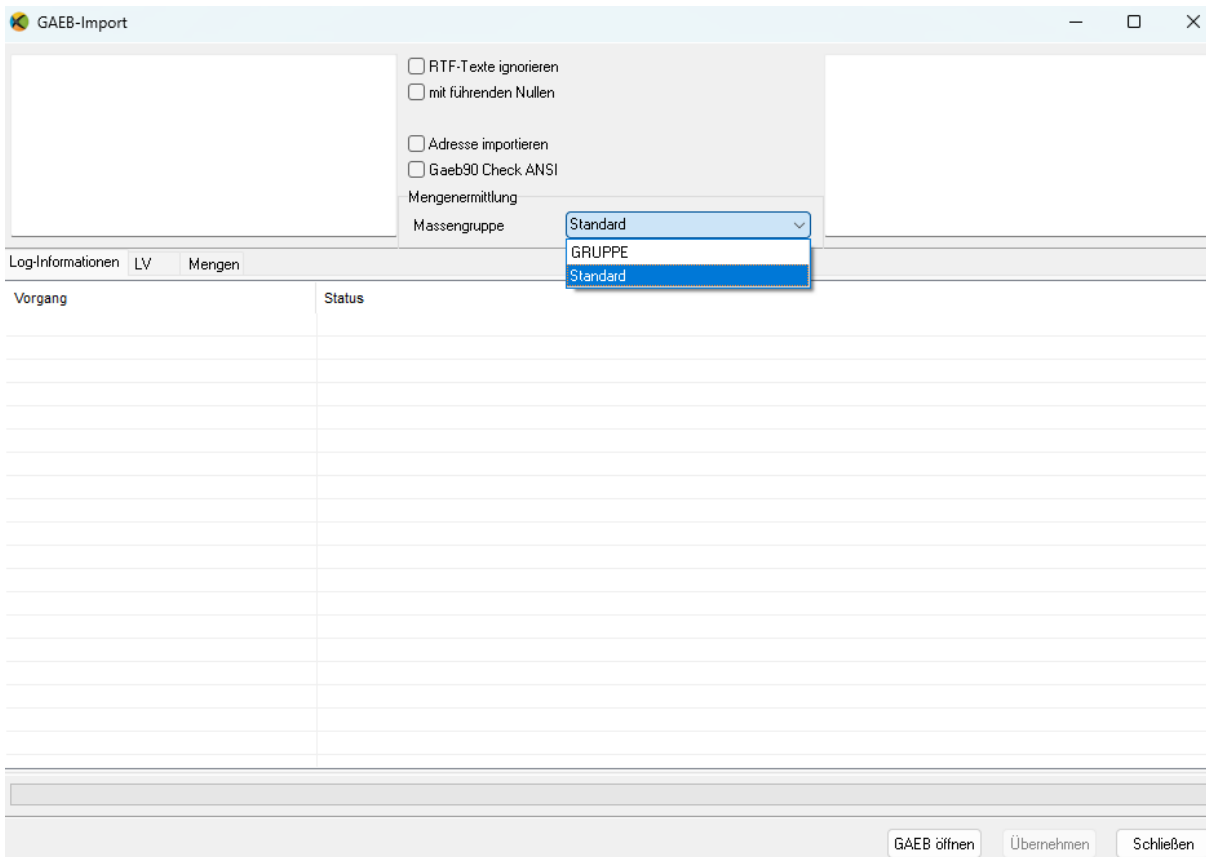 GAEB-Import
RTF-Texte ignorieren
mit führenden Nullen
Adresse importieren
Gaeb90 Check ANSI
Mengenermittlung
Massengruppe Standard
GRUPPE
Standard
Log-Informationen LV Mengen
Vorgang Status
GAEB öffnen Übernehmen Schließen